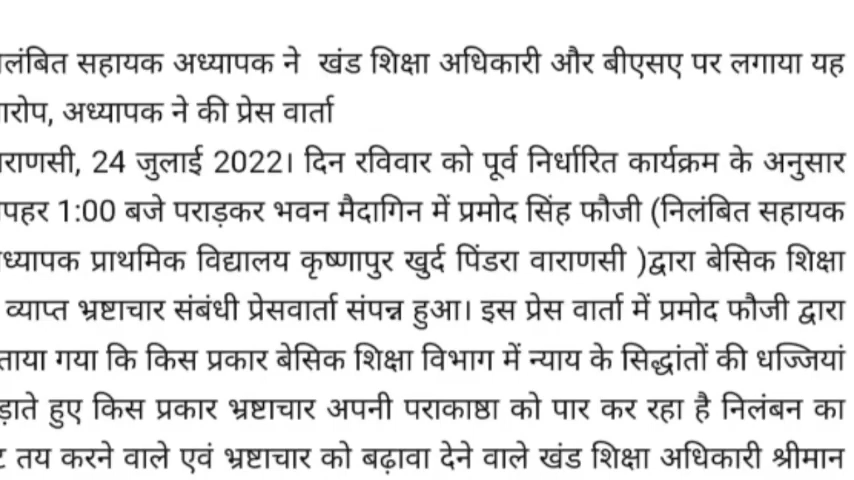 लंबित सहायक अध्यापक ने खंड शिक्षा अधिकारी और बीएसए पर लगाया यह
रोप, अध्यापक ने की प्रेस वार्ता
राणसी, 24 जुलाई 2022। दिन रविवार को पूर्व निर्धारित कार्यक्रम के अनुसार
पहर 1:00 बजे पराड़कर भवन मैदागिन में प्रमोद सिंह फौजी (निलंबित सहायक
ध्यापक प्राथमिक विद्यालय कृष्णापुर खुर्द पिंडरा वाराणसी )द्वारा बेसिक शिक्षा
व्याप्त भ्रष्टाचार संबंधी प्रेसवार्ता संपन्न हुआ। इस प्रेस वार्ता में प्रमोद फौजी द्वारा
ताया गया कि किस प्रकार बेसिक शिक्षा विभाग में न्याय के सिद्धांतों की धज्जियां
ड़ाते हुए किस प्रकार भ्रष्टाचार अपनी पराकाष्ठा को पार कर रहा है निलंबन का
तय करने वाले एवं भ्रष्टाचार को बढ़ावा देने वाले खंड शिक्षा अधिकारी श्रीमान